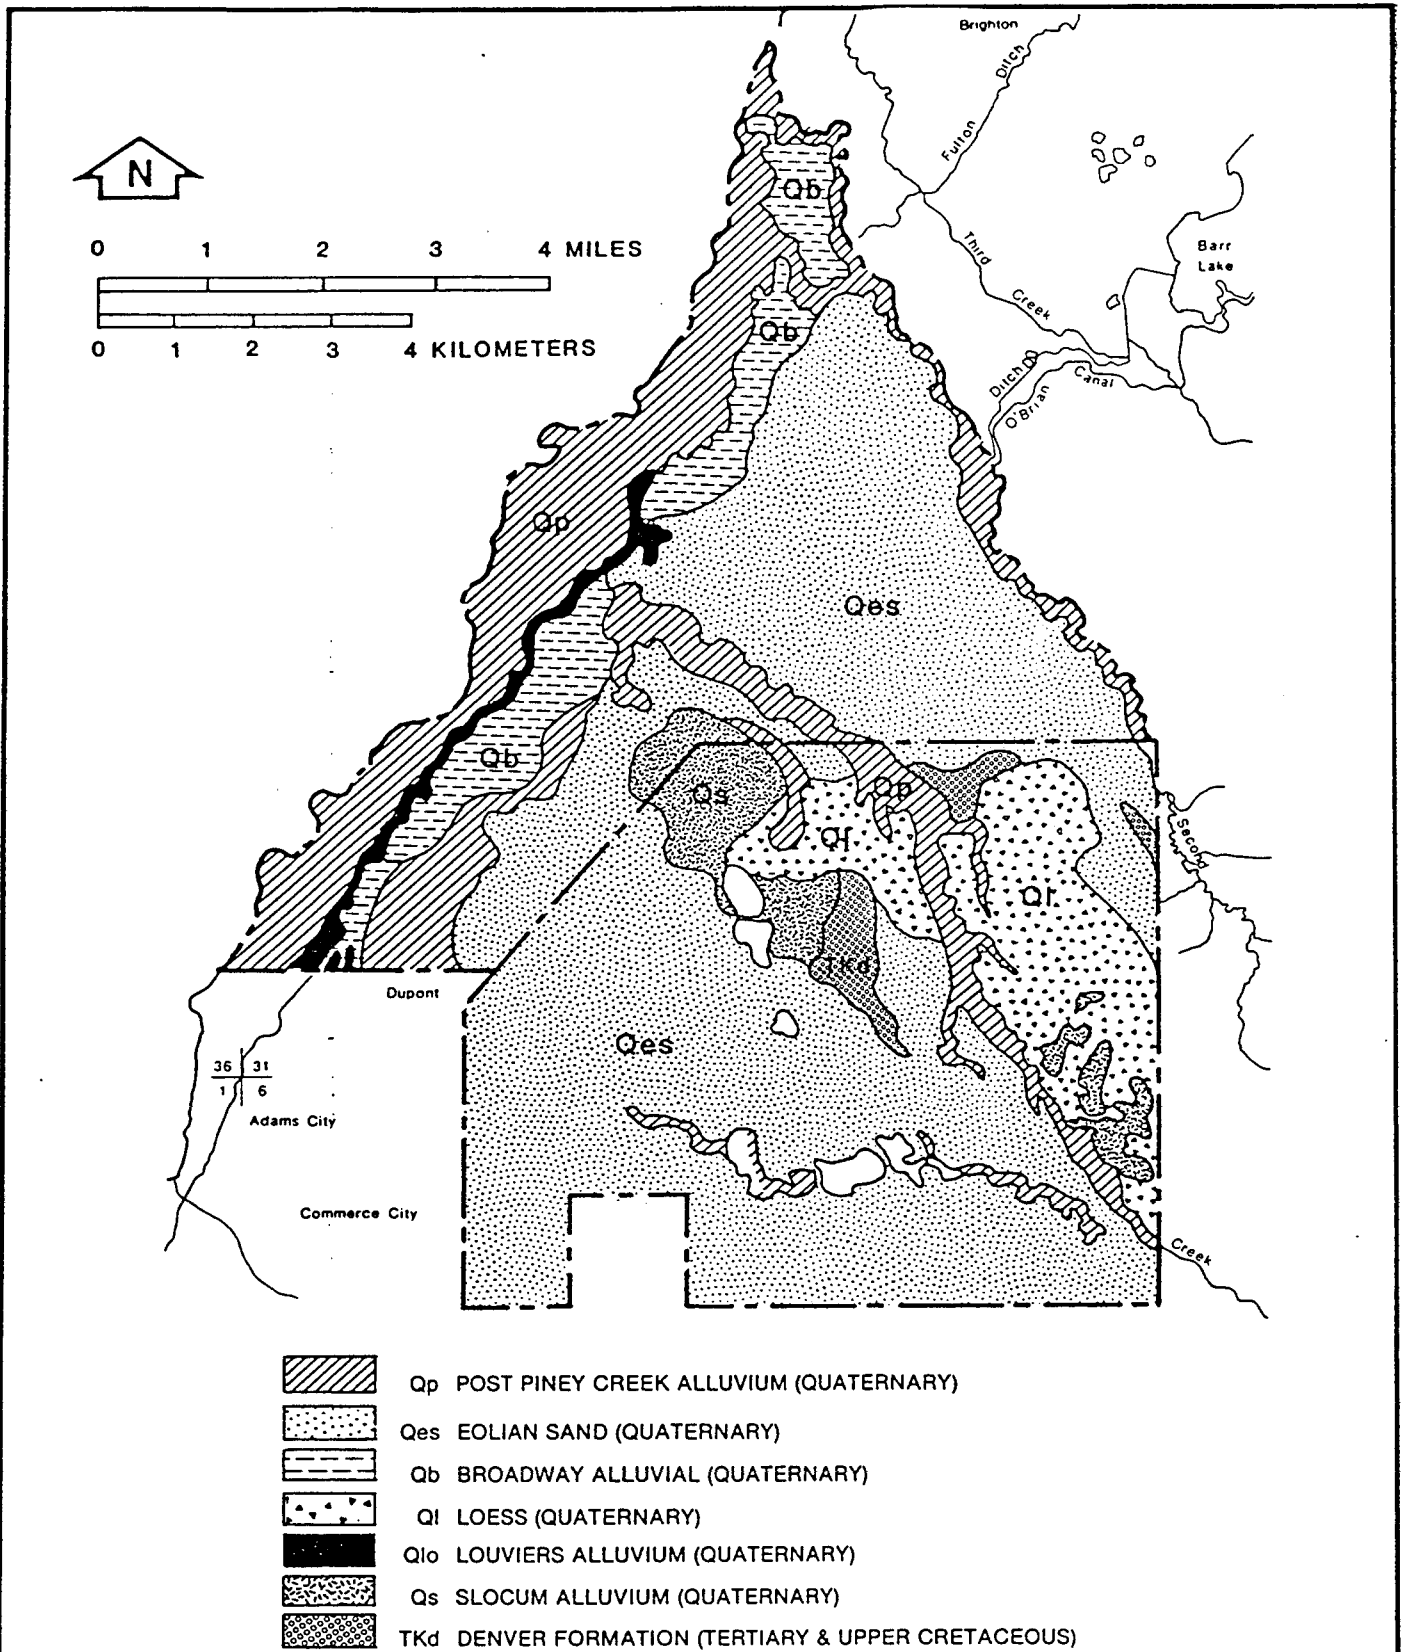 Brighton
Ditch
Fulton
N
Qb
Third
Creek
Barr
Lake
0 1 2 3 4 MILES
0 1 2 3 4 KILOMETERS
Qb
Ditch
O'Brian
Canal
Qp
Qes
Qb
Qs
Qp
Ql
Ql
Second
TKd
Dupont
Qes
36 31
1 6
Adams City
Commerce City
Creek
Qp POST PINEY CREEK ALLUVIUM (QUATERNARY)
Qes EOLIAN SAND (QUATERNARY)
Qb BROADWAY ALLUVIAL (QUATERNARY)
Ql LOESS (QUATERNARY)
Qlo LOUVIERS ALLUVIUM (QUATERNARY)
Qs SLOCUM ALLUVIUM (QUATERNARY)
TKd DENVER FORMATION (TERTIARY & UPPER CRETACEOUS)